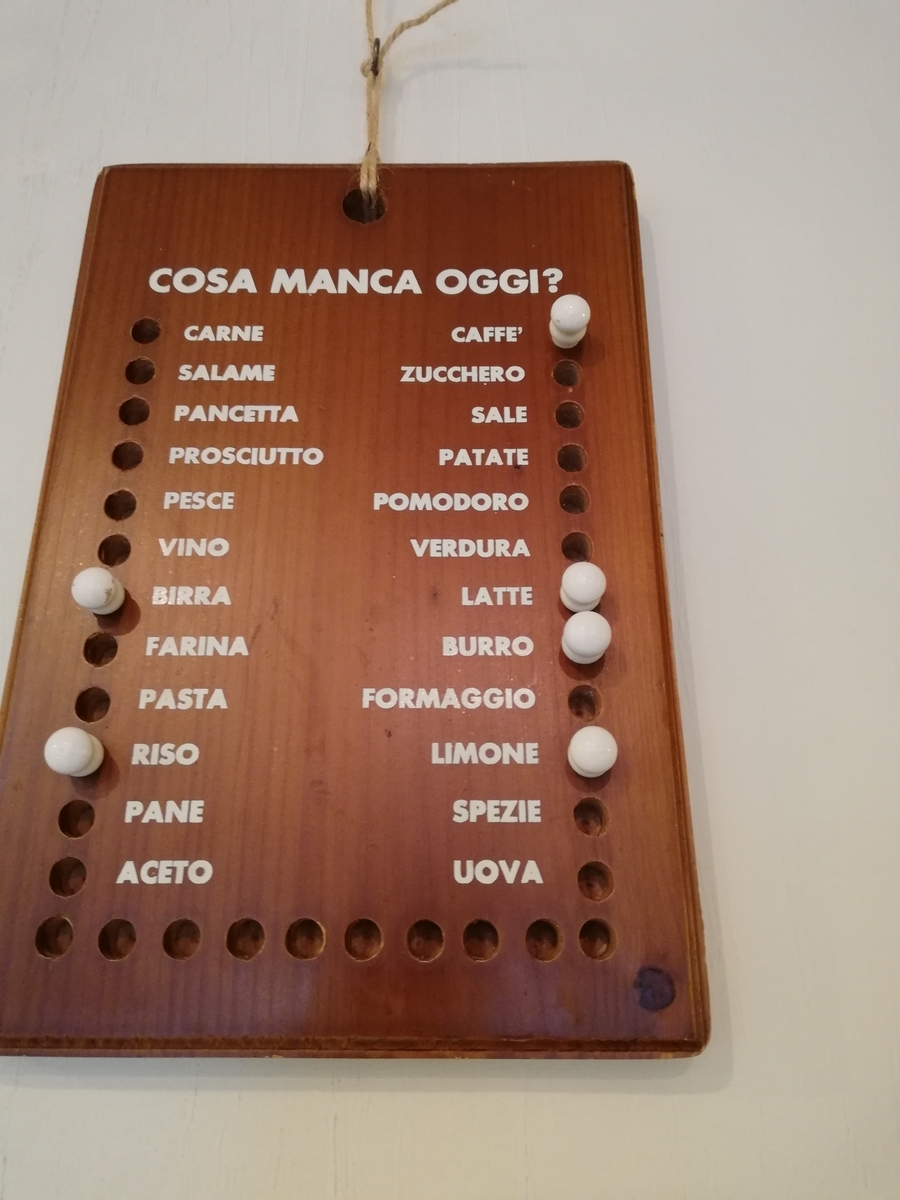 COSA MANCA OGGI?
CARNE CAFFE'
SALAME ZUCCHERO
PANCETTA SALE
PROSCIUTTO PATATE
PESCE POMODORO
VINO VERDURA
BIRRA LATTE
FARINA BURRO
PASTA FORMAGGIO
RISO LIMONE
PANE SPEZIE
ACETO UOVA